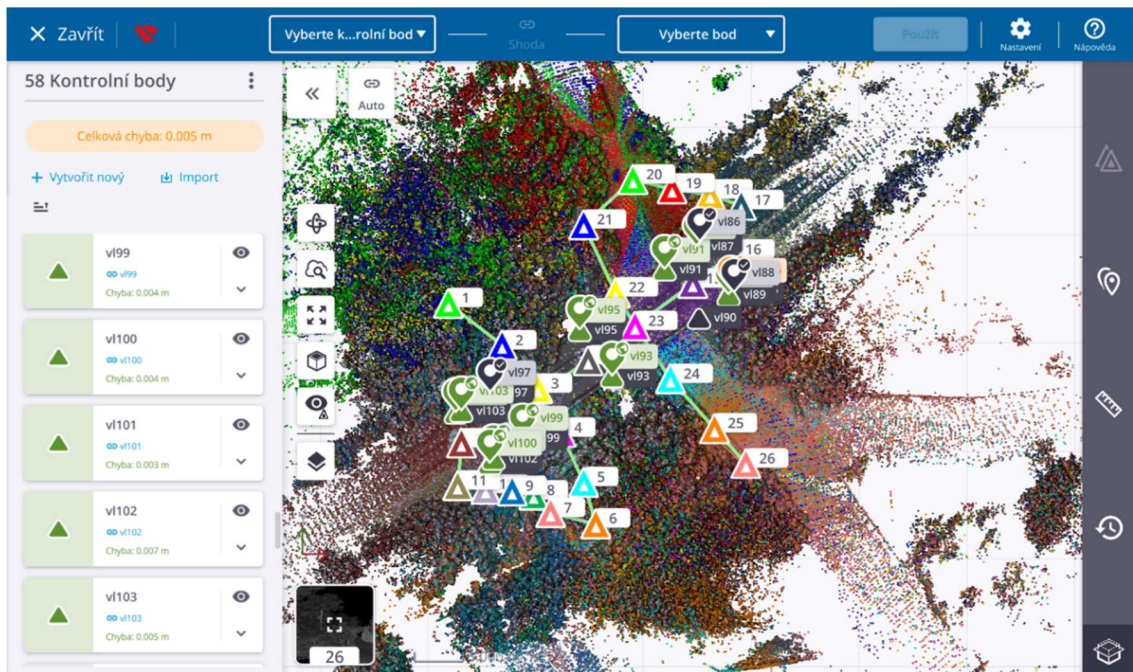 Zavřít
Vyberte k...rolní bod
Shoda
Vyberte bod
Použít
Nastavení
Nápověda
58 Kontrolní body
Celková chyba: 0.005 m
+ Vytvořit nový
Import
vl99
vl99
Chyba: 0.004 m
vl100
vl100
Chyba: 0.004 m
vl101
vl101
Chyba: 0.003 m
vl102
vl102
Chyba: 0.007 m
vl103
vl103
Chyba: 0.005 m
Auto
20
19
18
17
21
vl86
vl87
vl91
vl91
16
vl88
vl89
22
1
vl95
vl95
23
vl90
2
vl93
vl93
24
vl97
97
3
vl103
vl103
vl99
99
4
25
vl100
vl102
26
5
11
1
9
8
7
6
26